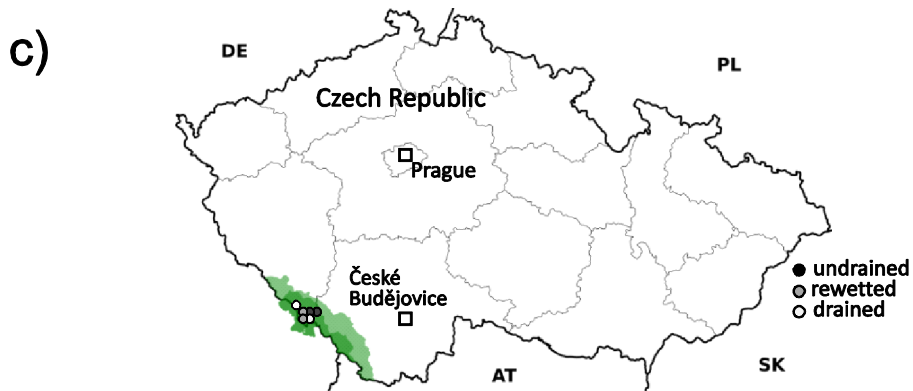 c)
DE
PL
Czech Republic
Prague
České
Budějovice
undrained
rewetted
drained
AT
SK